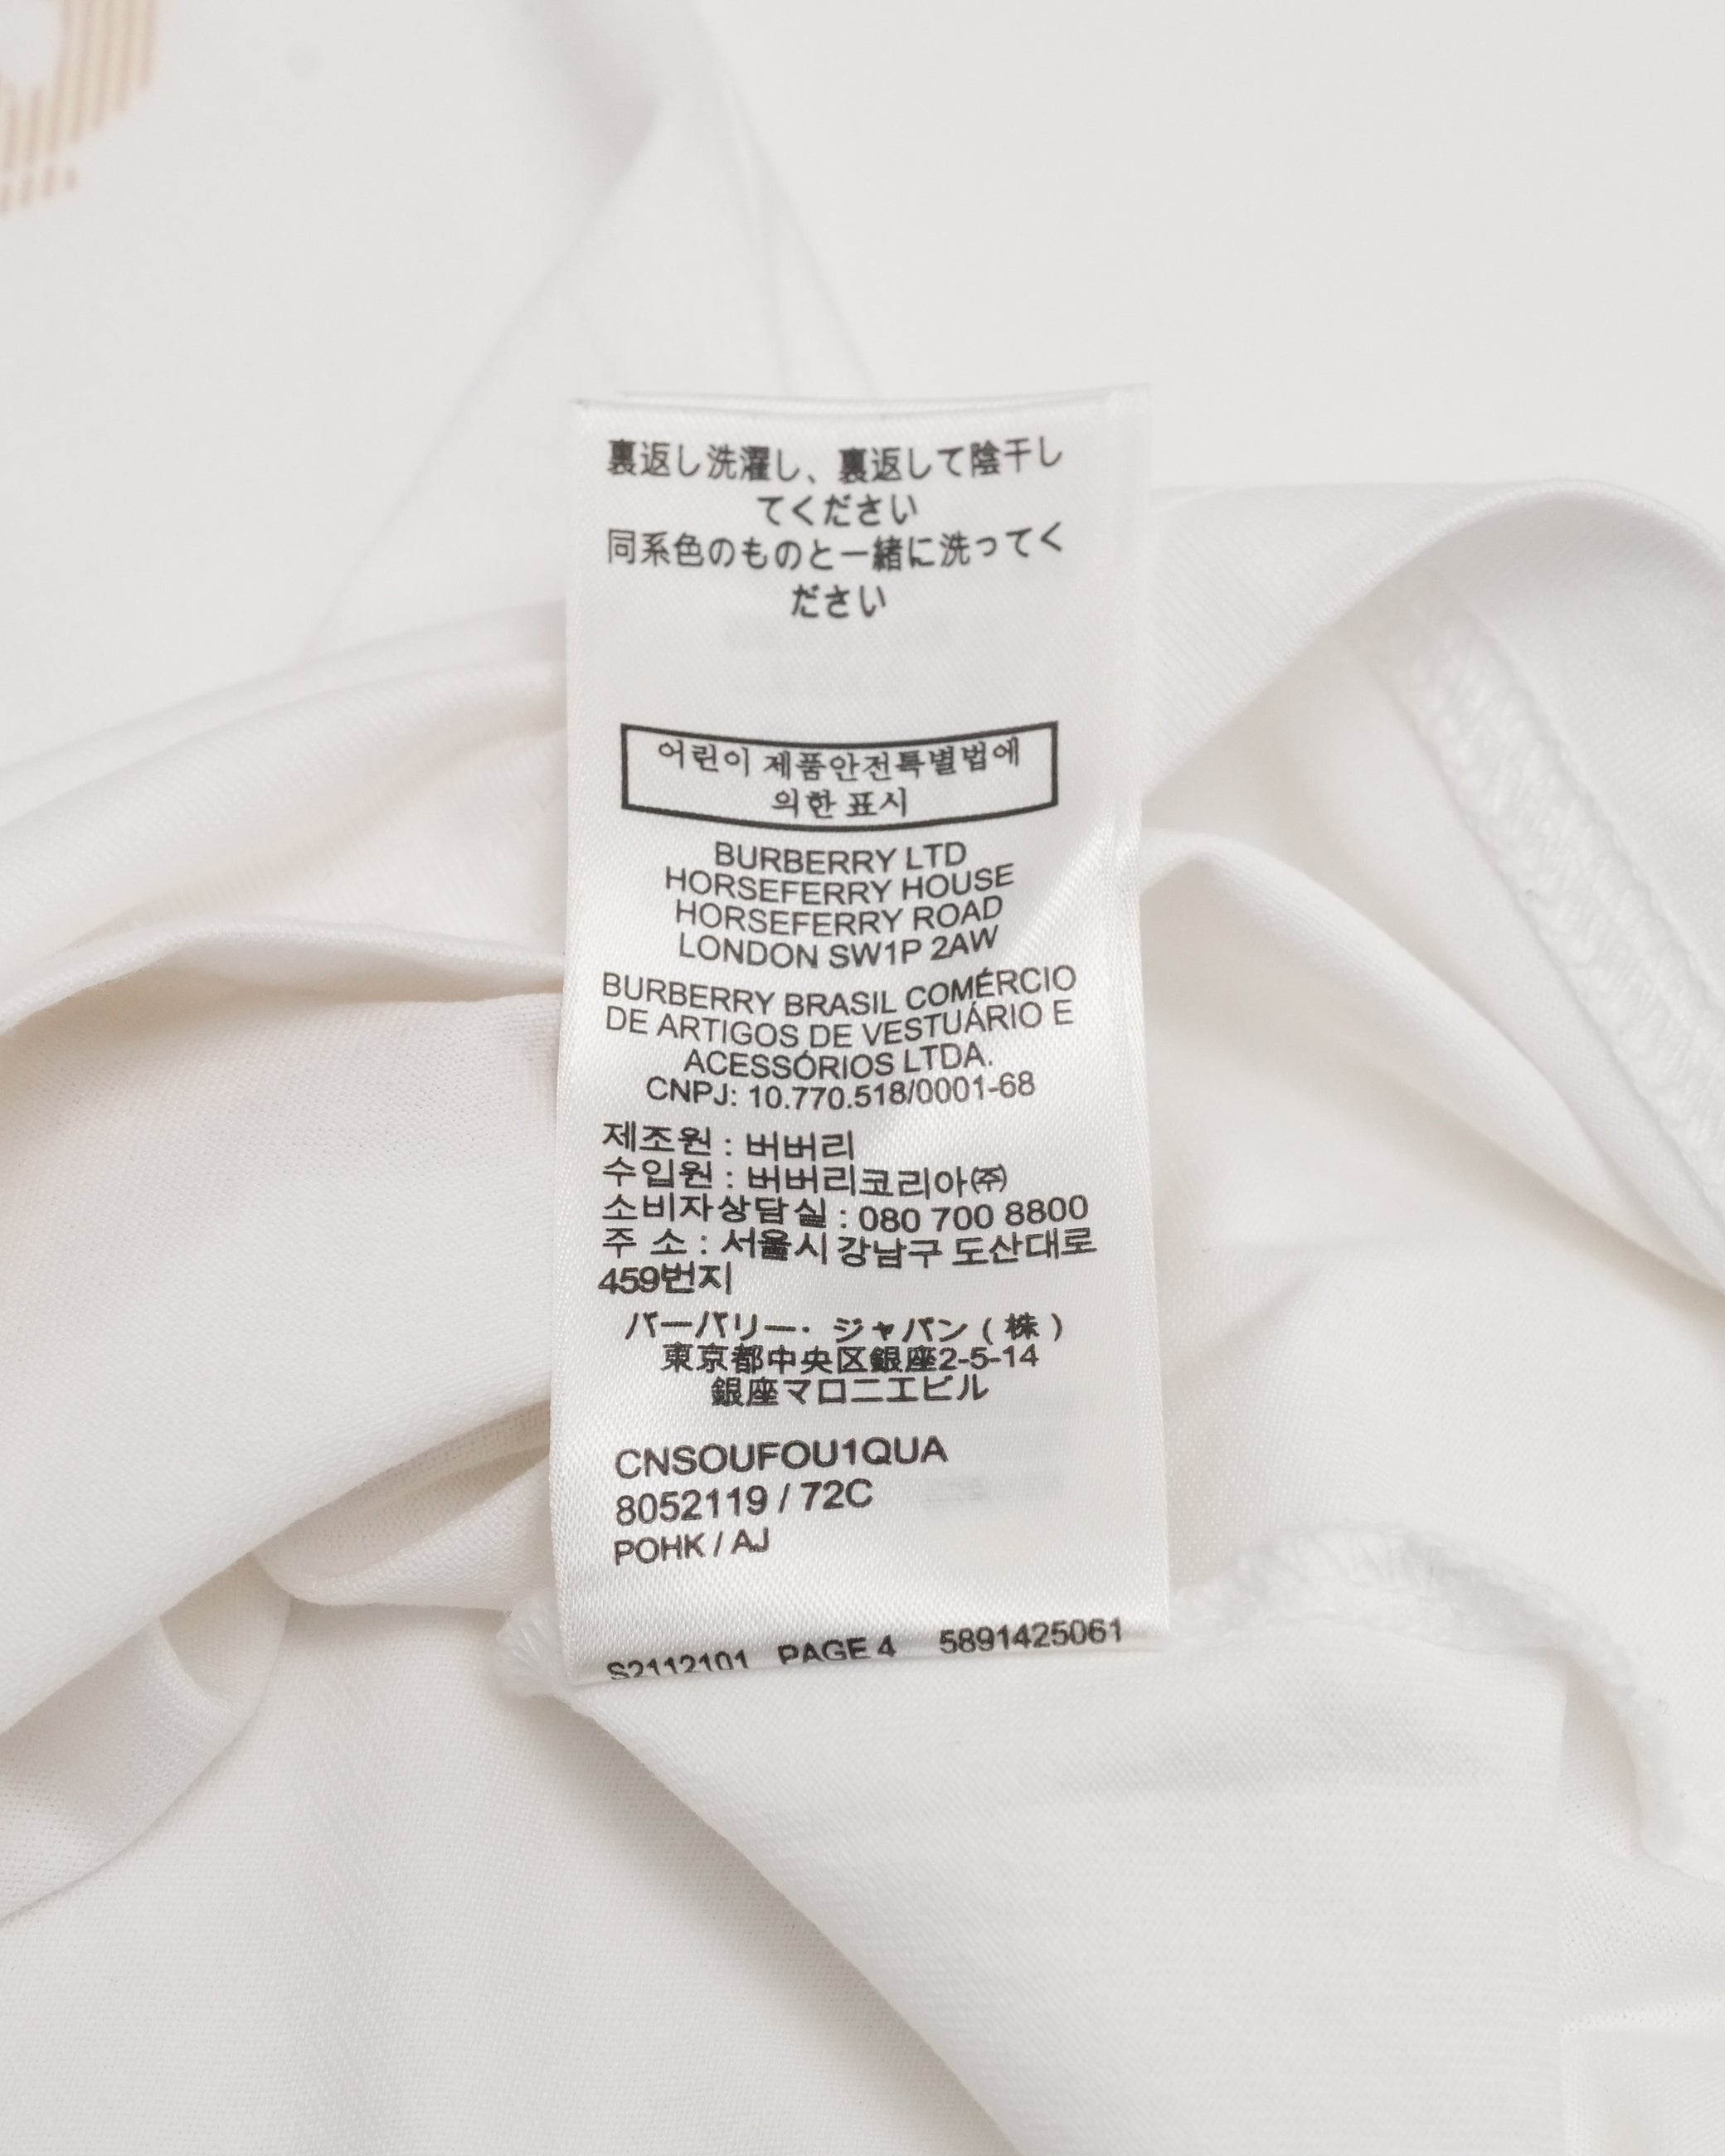 裏返し洗濯し、裏返して陰干し
てください
同系色のものと一緒に洗ってく
ださい
어린이 제품안전특별법에
의한 표시
BURBERRY LTD
HORSEFERRY HOUSE
HORSEFERRY ROAD
LONDON SW1P 2AW
BURBERRY BRASIL COMÉRCIO
DE ARTIGOS DE VESTUÁRIO E
ACESSÓRIOS LTDA.
CNPJ: 10.770.518/0001-68
제조원 : 버버리
수입원 : 버버리코리아㈜
소비자상담실 : 080 700 8800
주 소 : 서울시 강남구 도산대로
459번지
バーバリー・ジャパン(株)
東京都中央区銀座2-5-14
銀座マロニエビル
CNSOUFOU1QUA
8052119 / 72C
POHK / AJ
S2112101 PAGE 4 5891425061